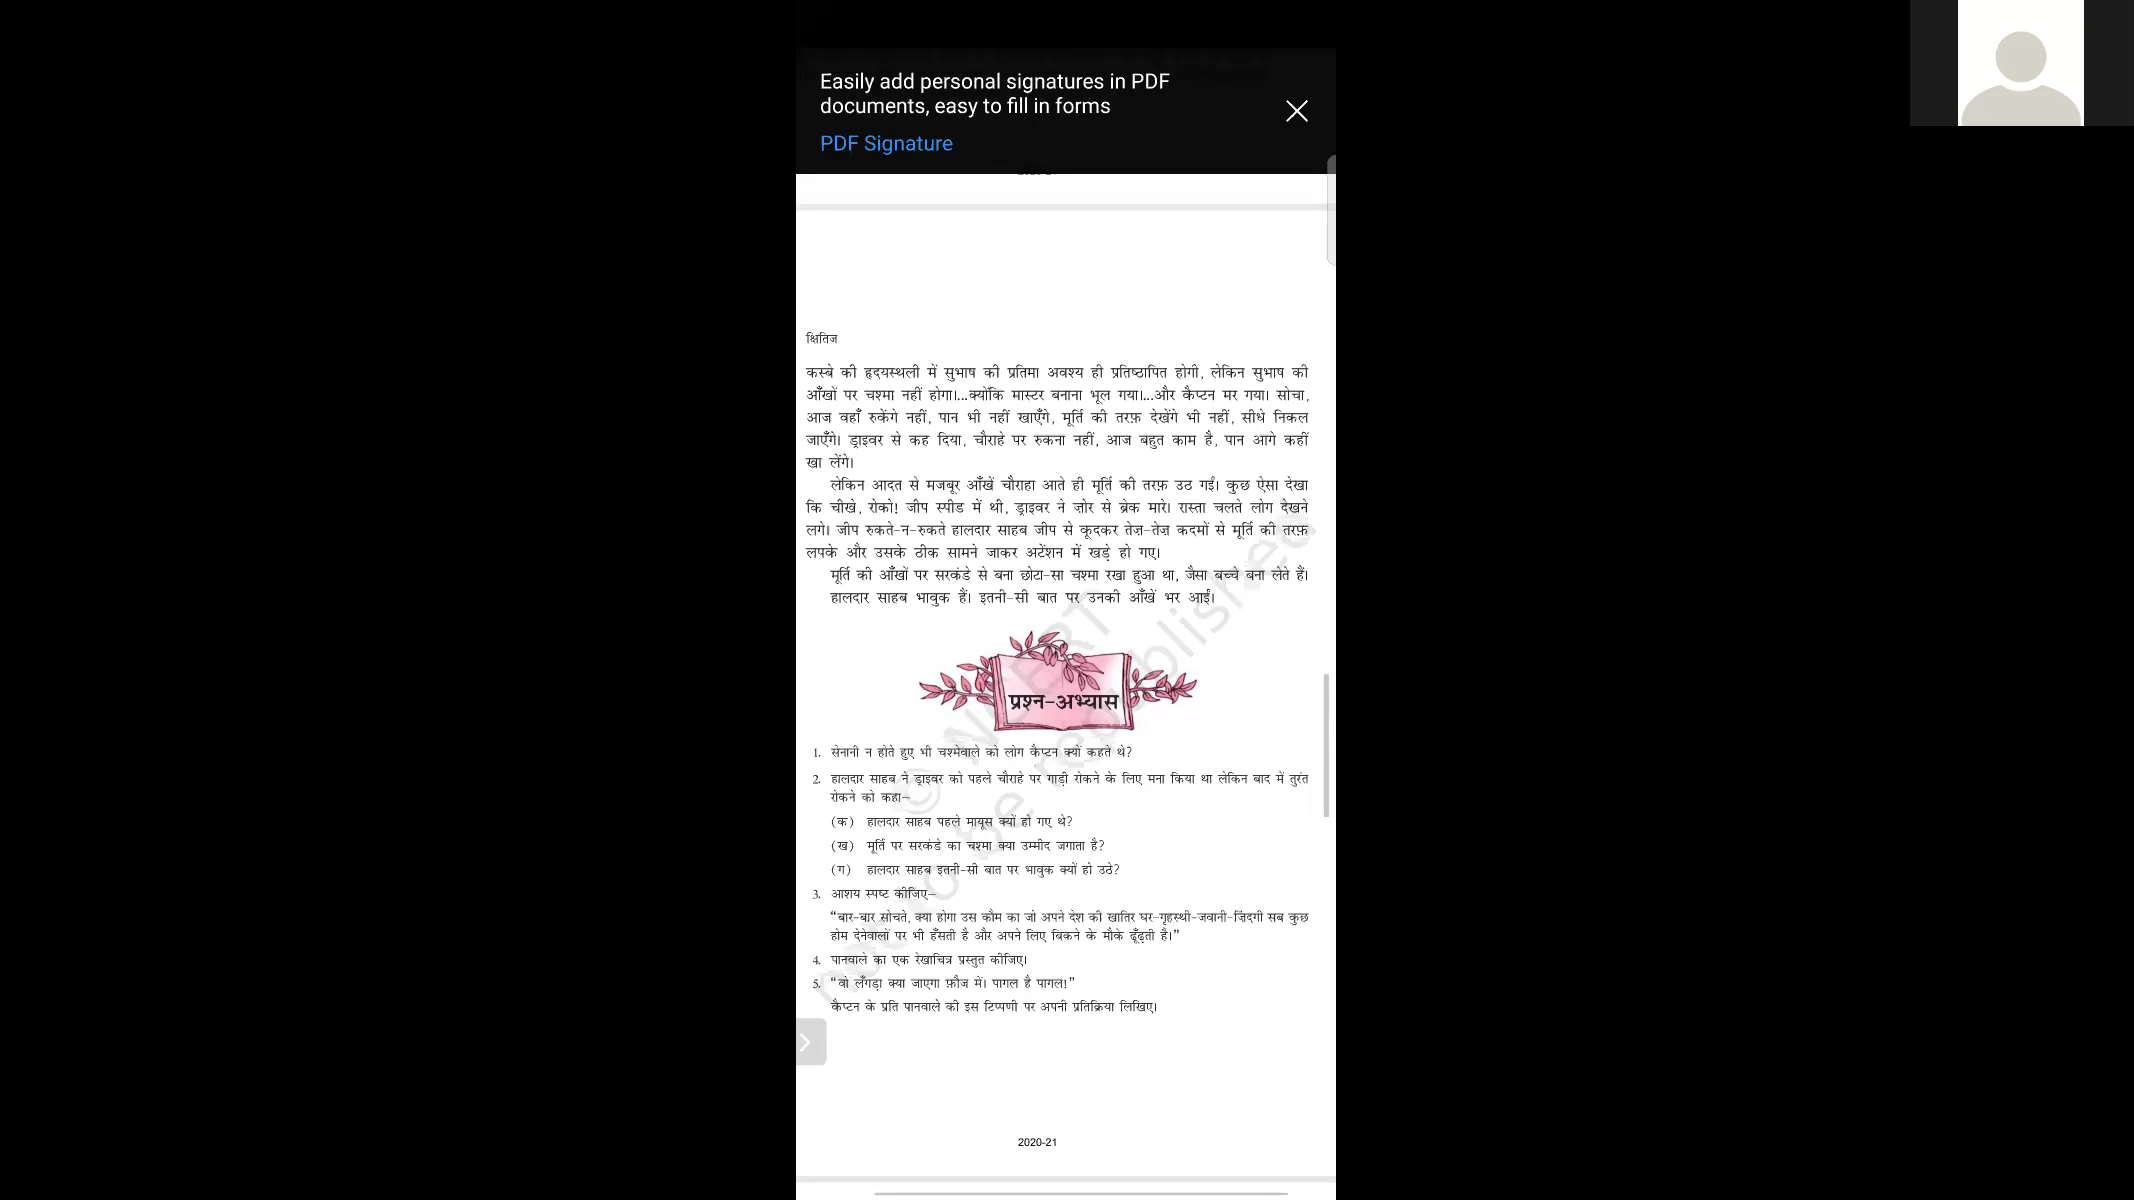 Easily add personal signatures in PDF
documents, easy to fill in forms
PDF Signature
क्षितिज
कस्बे की हृदयस्थली में सुभाष की प्रतिमा अवश्य ही प्रतिष्ठापित होगी, लेकिन सुभाष की
आँखों पर चश्मा नहीं होगा।...क्योंकि मास्टर बनाना भूल गया।...और कैप्टन मर गया। सोचा,
आज वहाँ रुकेंगे नहीं, पान भी नहीं खाएँगे, मूर्ति की तरफ़ देखेंगे भी नहीं, सीधे निकल
जाएँगे। ड्राइवर से कह दिया, चौराहे पर रुकना नहीं, आज बहुत काम है, पान आगे कहीं
खा लेंगे।
लेकिन आदत से मजबूर आँखें चौराहा आते ही मूर्ति की तरफ़ उठ गईं। कुछ ऐसा देखा
कि चीखे, रोको! जीप स्पीड में थी, ड्राइवर ने ज़ोर से ब्रेक मारे। रास्ता चलते लोग देखने
लगे। जीप रुकते-न-रुकते हालदार साहब जीप से कूदकर तेज़-तेज़ कदमों से मूर्ति की तरफ़
लपके और उसके ठीक सामने जाकर अटेंशन में खड़े हो गए।
मूर्ति की आँखों पर सरकंडे से बना छोटा-सा चश्मा रखा हुआ था, जैसा बच्चे बना लेते हैं।
हालदार साहब भावुक हैं। इतनी-सी बात पर उनकी आँखें भर आईं।
प्रश्न-अभ्यास
1. सेनानी न होते हुए भी चश्मेवाले को लोग कैप्टन क्यों कहते थे?
2. हालदार साहब ने ड्राइवर को पहले चौराहे पर गाड़ी रोकने के लिए मना किया था लेकिन बाद में तुरंत
रोकने को कहा–
(क) हालदार साहब पहले मायूस क्यों हो गए थे?
(ख) मूर्ति पर सरकंडे का चश्मा क्या उम्मीद जगाता है?
(ग) हालदार साहब इतनी-सी बात पर भावुक क्यों हो उठे?
3. आशय स्पष्ट कीजिए–
“बार-बार सोचते, क्या होगा उस कौम का जो अपने देश की खातिर घर-गृहस्थी-जवानी-ज़िंदगी सब कुछ
होम देनेवालों पर भी हँसती है और अपने लिए बिकने के मौके ढूँढ़ती है।”
4. पानवाले का एक रेखाचित्र प्रस्तुत कीजिए।
5. “वो लँगड़ा क्या जाएगा फ़ौज में। पागल है पागल!”
कैप्टन के प्रति पानवाले की इस टिप्पणी पर अपनी प्रतिक्रिया लिखिए।
© NCERT
not to be republished
2020-21